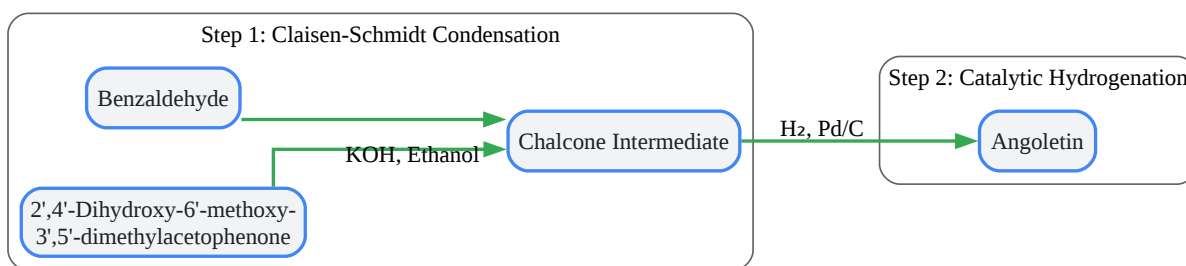 Step 1: Claisen-Schmidt Condensation
Benzaldehyde
KOH, Ethanol
2',4'-Dihydroxy-6'-methoxy-
3',5'-dimethylacetophenone
Chalcone Intermediate
H₂, Pd/C
Step 2: Catalytic Hydrogenation
Angoletin